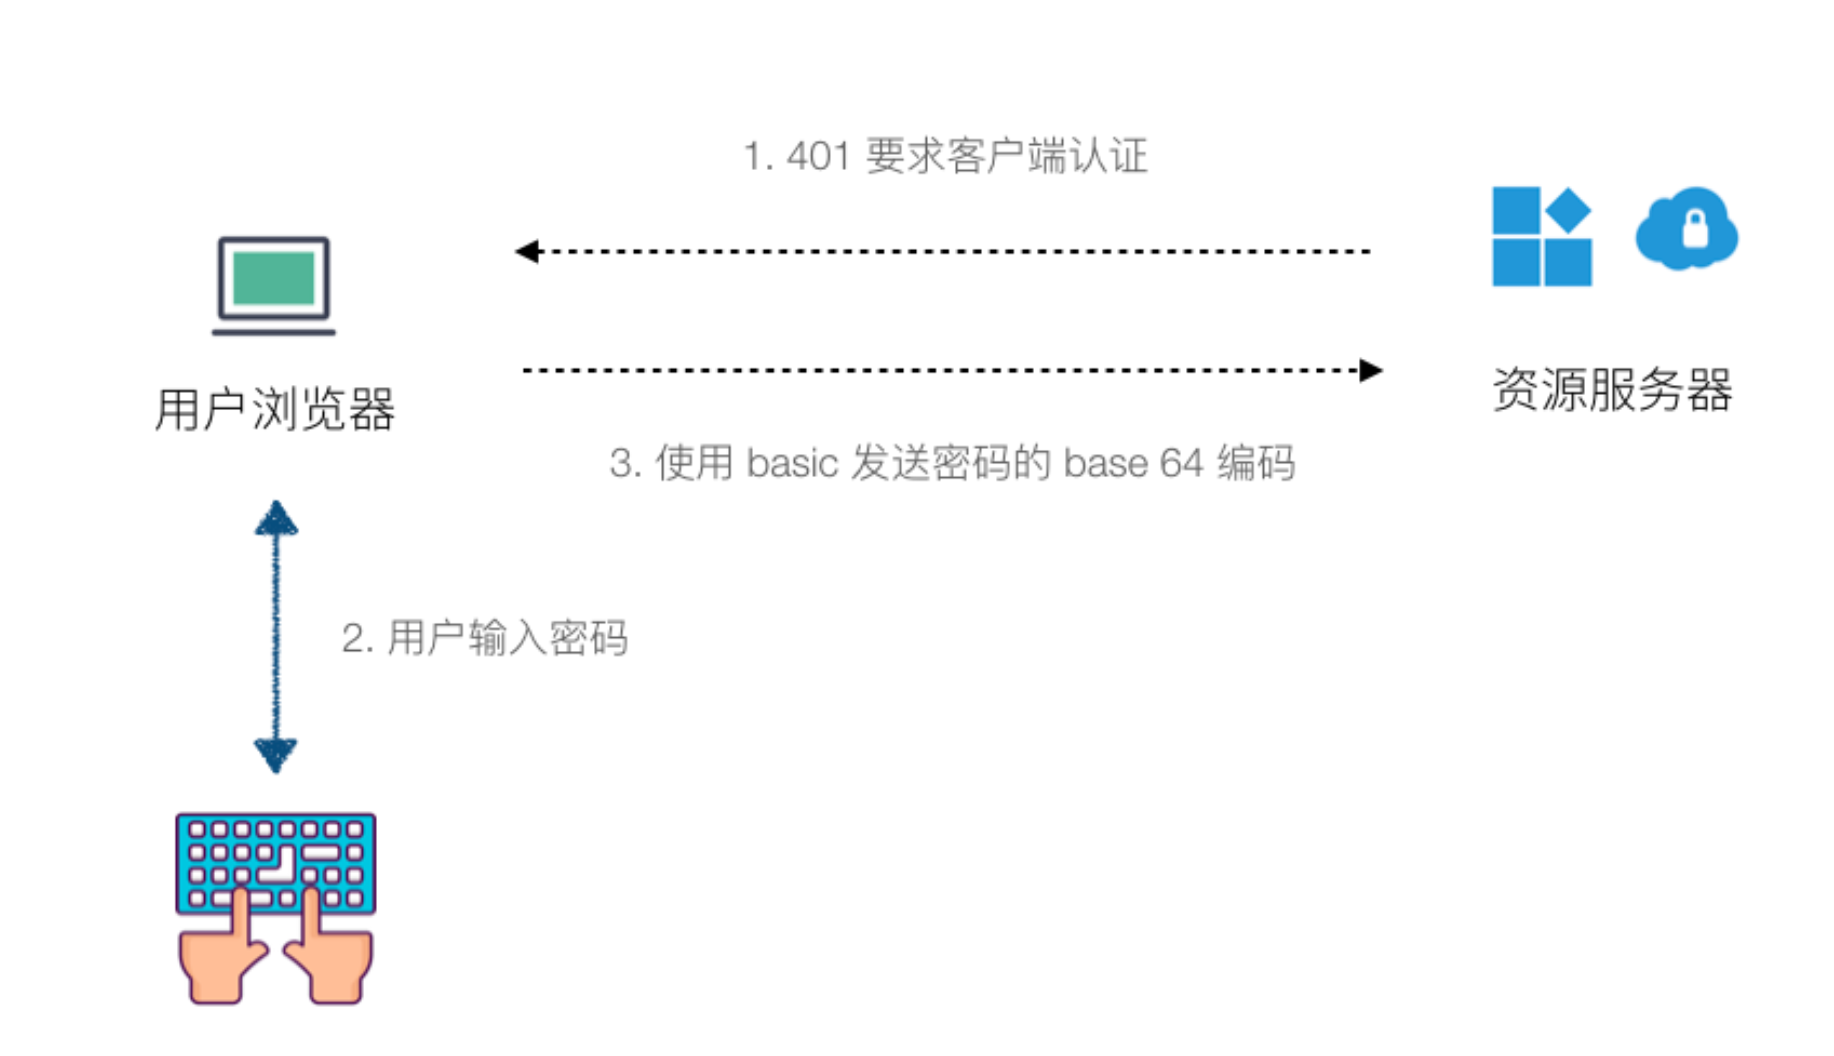 1. 401 要求客户端认证
用户浏览器
资源服务器
3. 使用 basic 发送密码的 base 64 编码
2. 用户输入密码